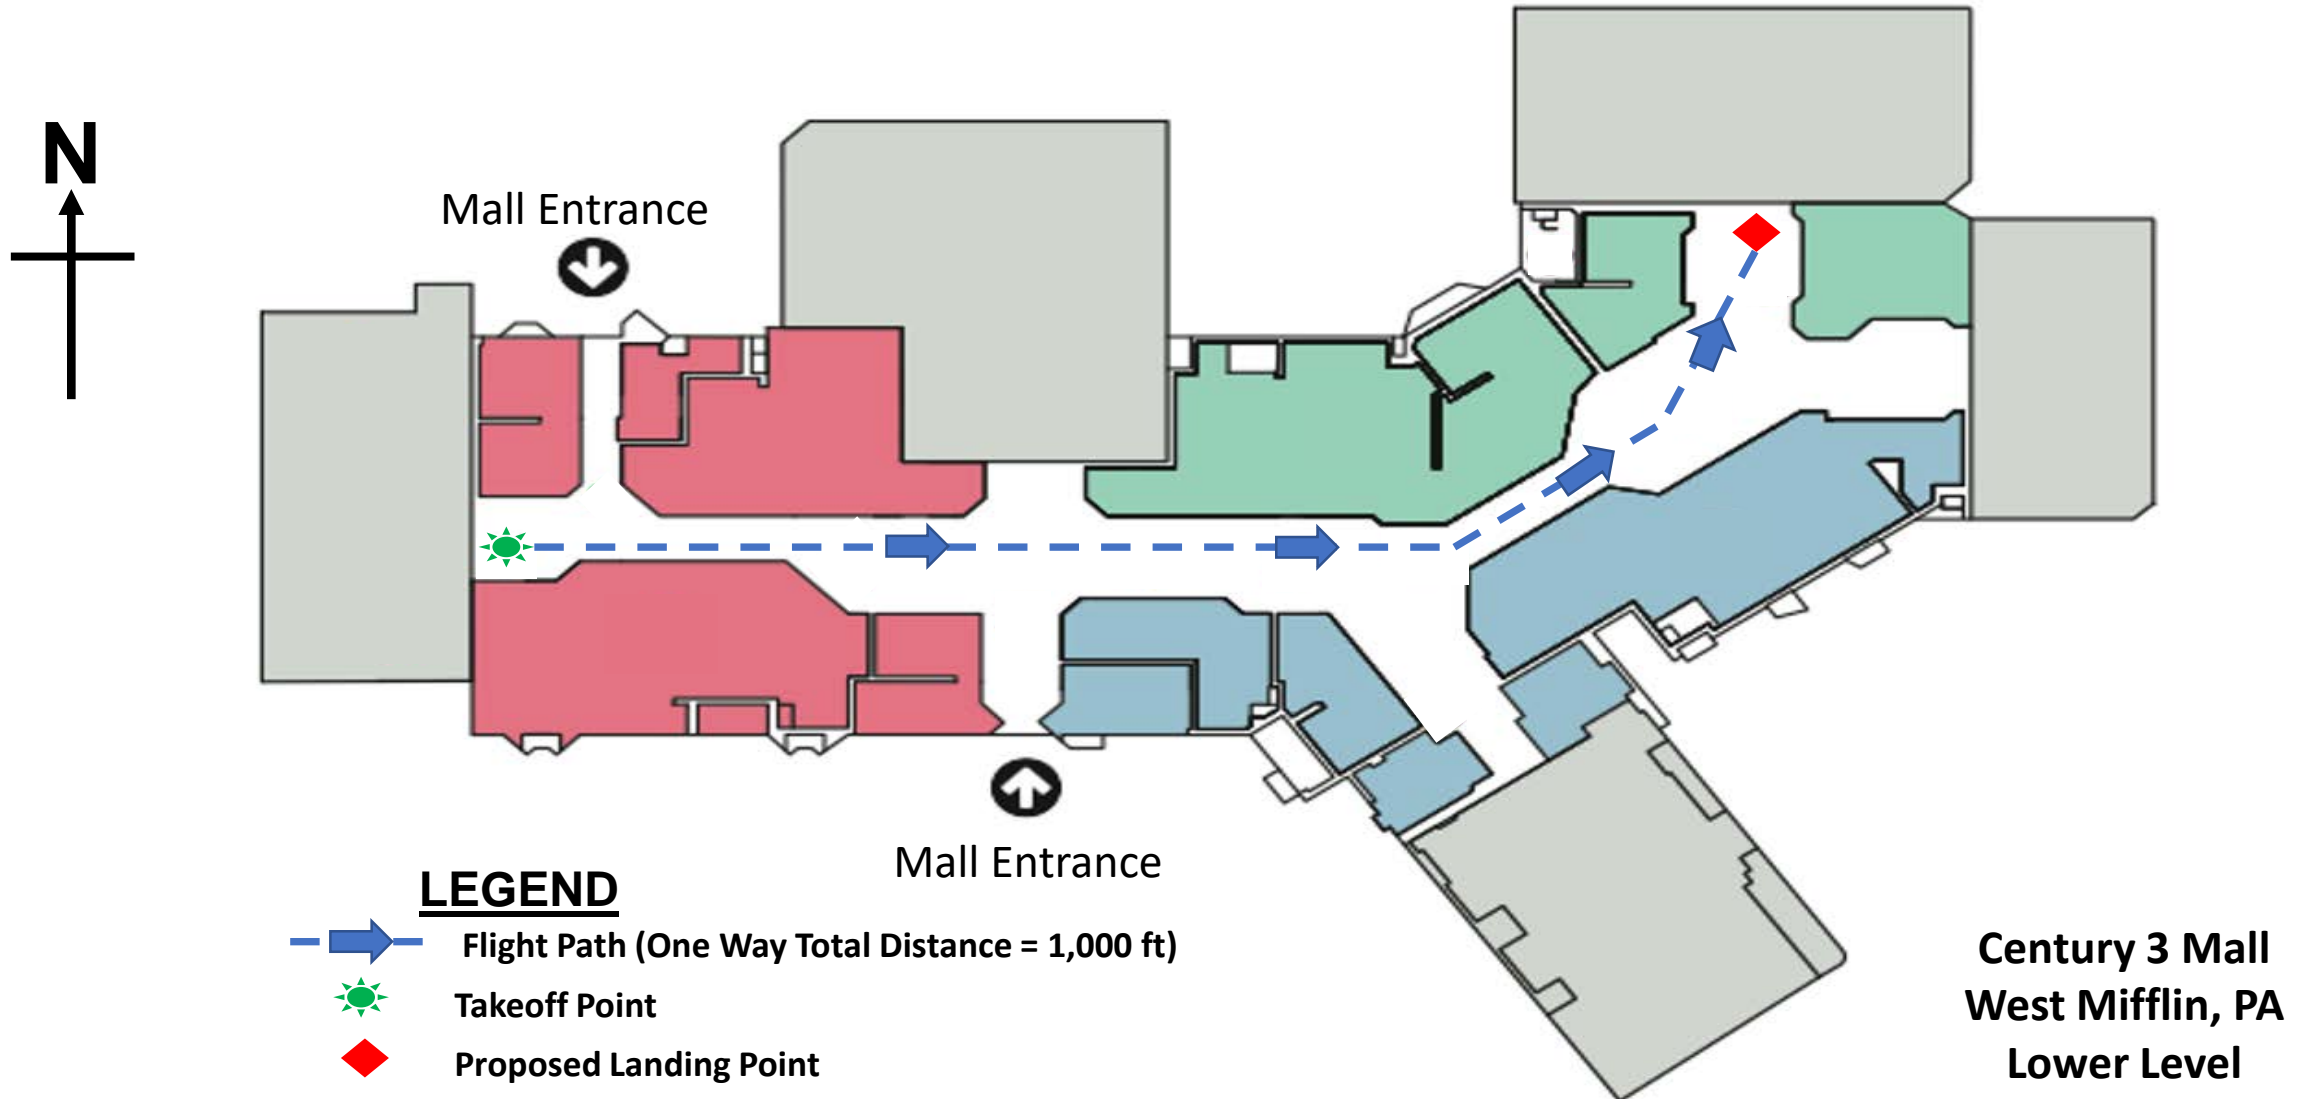 N
Mall Entrance
Mall Entrance
LEGEND
Flight Path (One Way Total Distance = 1,000 ft)
Takeoff Point
Proposed Landing Point
Century 3 Mall
West Mifflin, PA
Lower Level